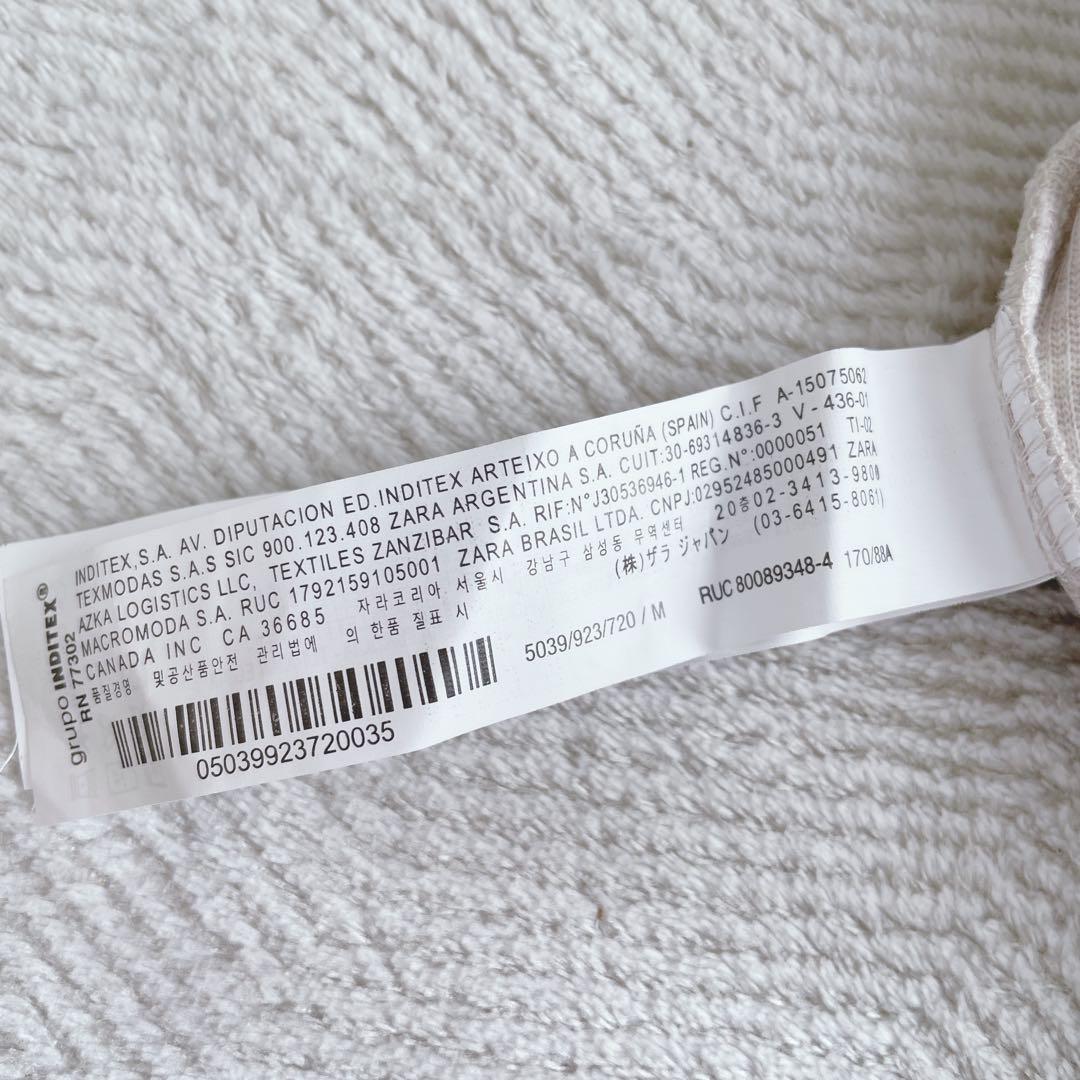 grupo INDITEX®
RN 77302
INDITEX,S.A. AV. DIPUTACION ED.INDITEX ARTEIXO A CORUÑA (SPAIN) C.I.F A-15075062
TEXMODAS S.A.S SIC 900.123.408 ZARA ARGENTINA S.A. CUIT:30-69314836-3 V-436-01
AZKA LOGISTICS LLC, TEXTILES ZANZIBAR S.A. RIF:NºJ30536946-1 REG.Nº:0000051 TI-02
MACROMODA S.A. RUC 1792159105001 ZARA BRASIL LTDA. CNPJ:02952485000491 ZARA
CANADA INC CA 36685 자라코리아 서울시 강남구 삼성동 무역센터 20층02-3413-9800
품질경영 및공산품안전 관리법에 의 한품 질표 시 (株)ザラ ジャパン (03-6415-8061)
05039923720035
5039/923/720 / M
RUC 80089348-4 170/88A